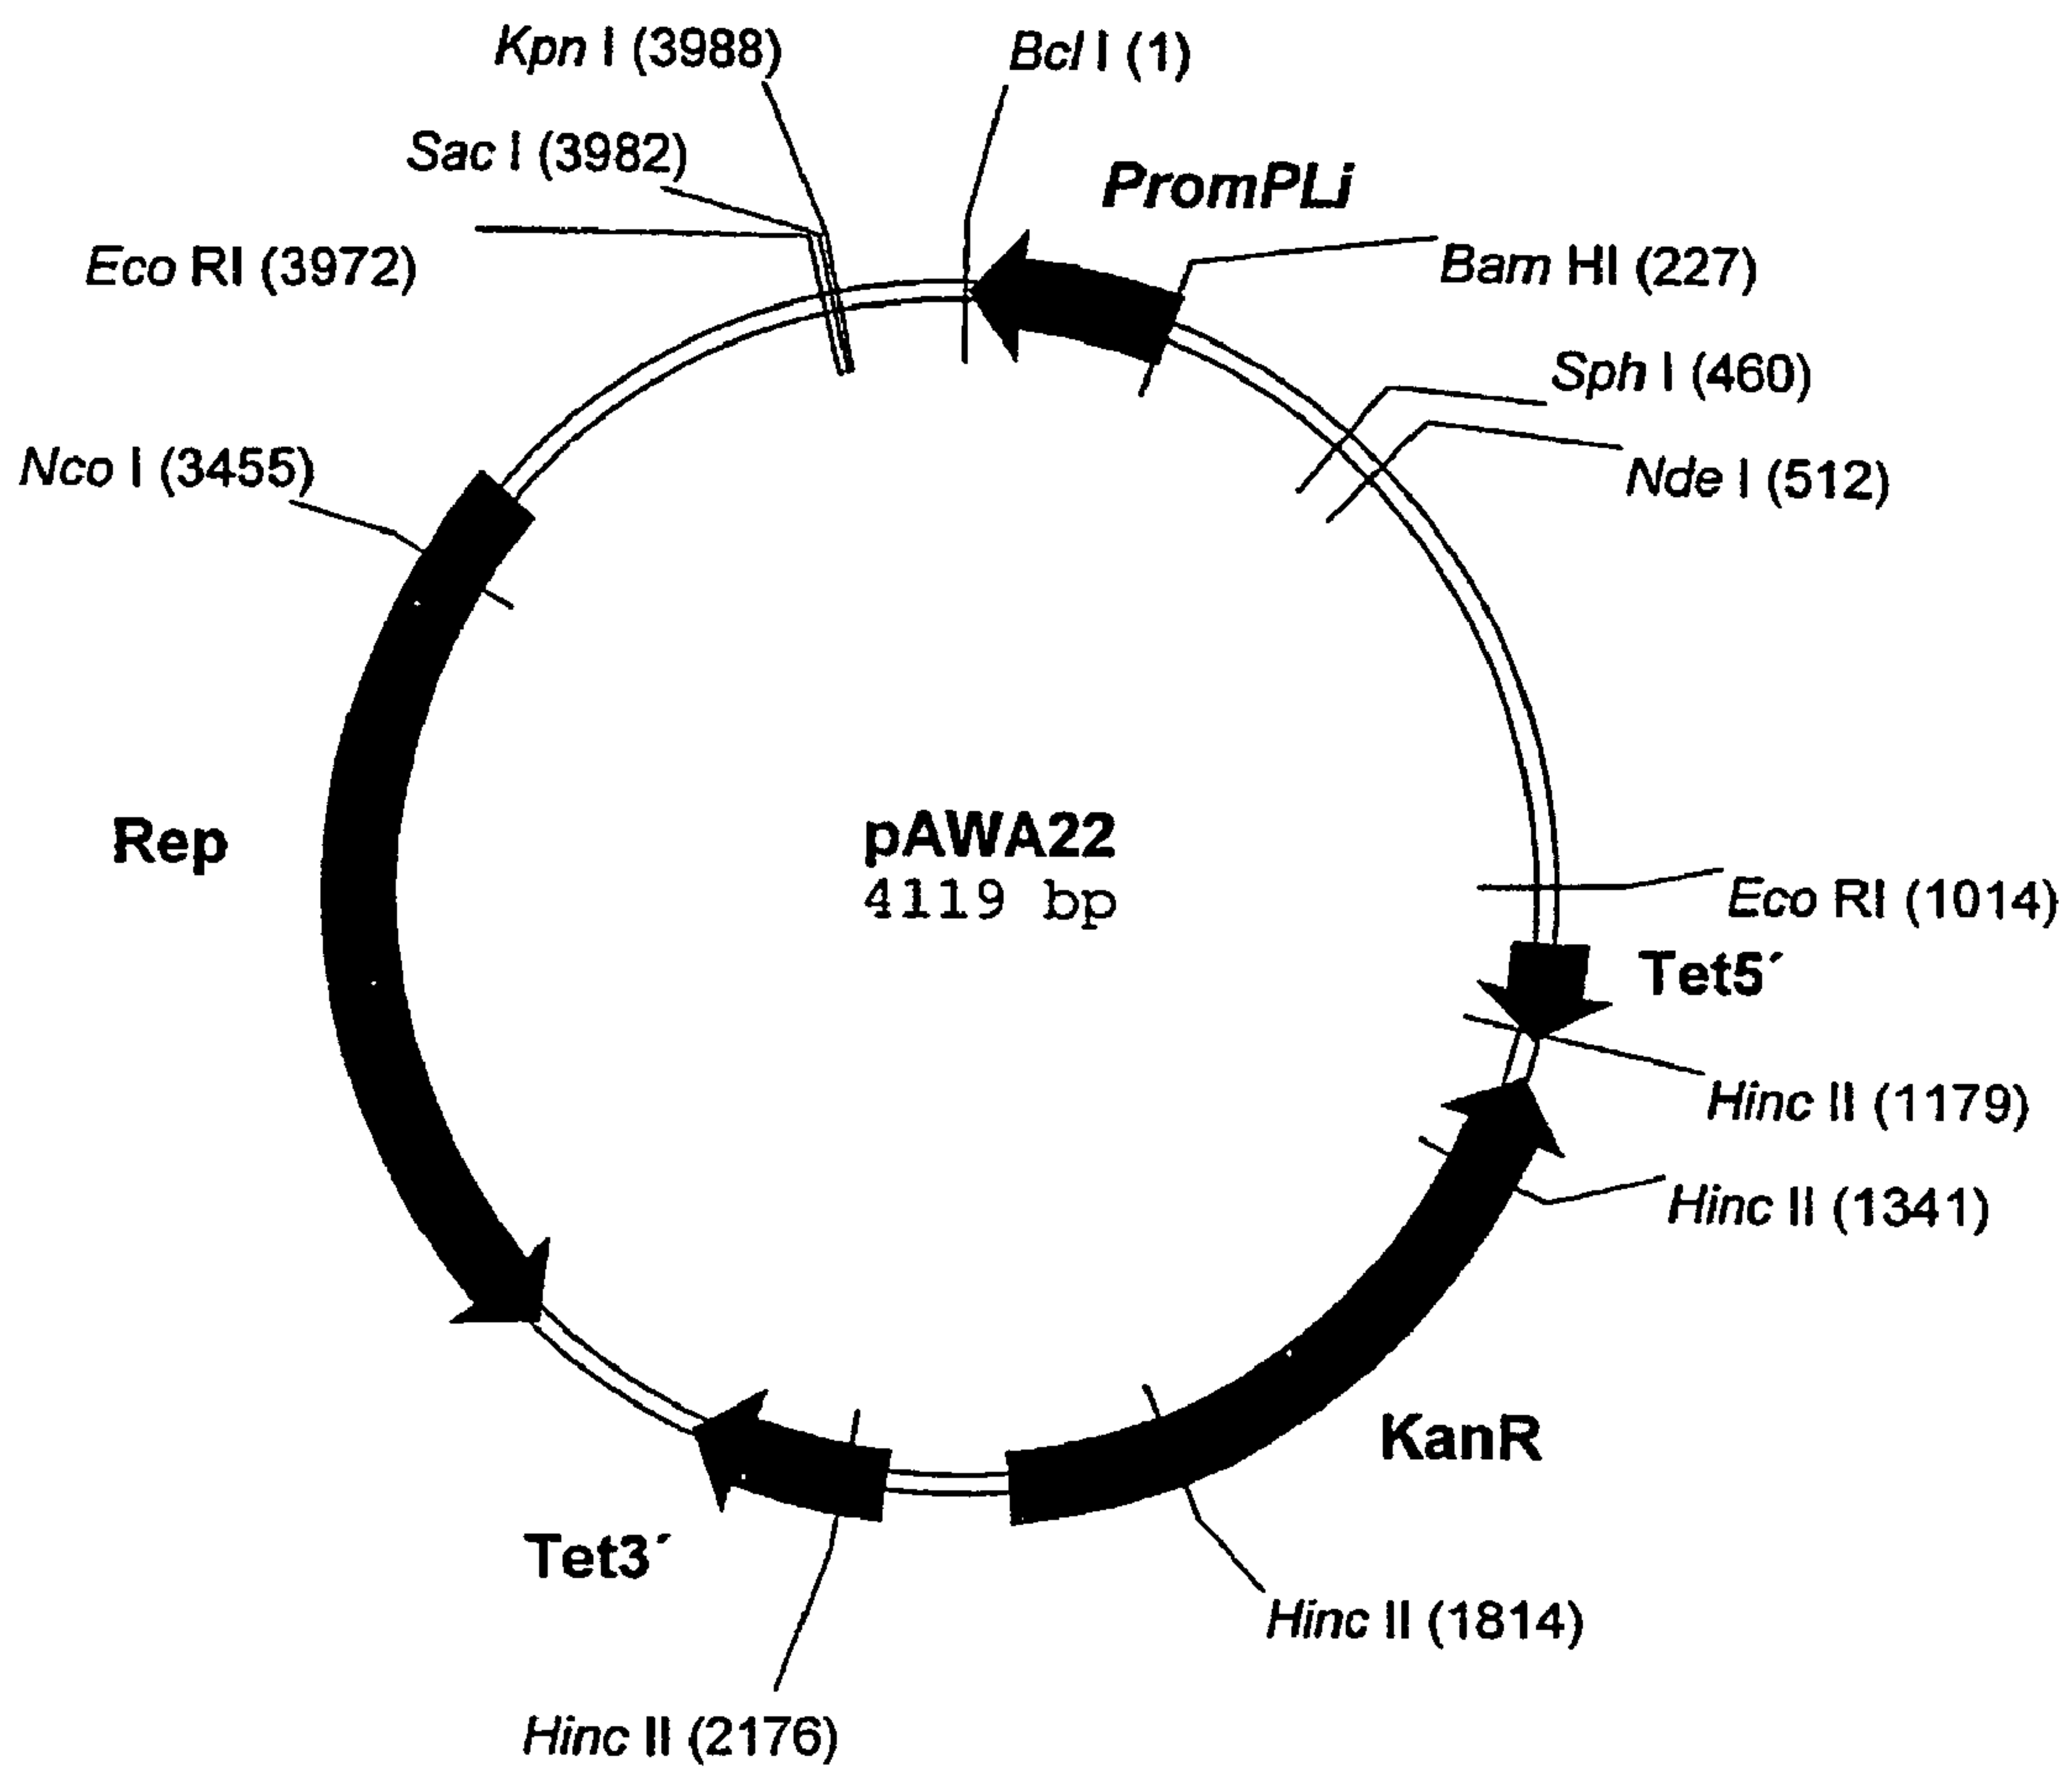 Kpn I (3988)
Bcl I (1)
Sac I (3982)
PromPLi
Eco RI (3972)
Bam HI (227)
Sph I (460)
Nco I (3455)
Nde I (512)
Rep
pAWA22
4119 bp
Eco RI (1014)
Tet5´
Hinc II (1179)
Hinc II (1341)
KanR
Tet3´
Hinc II (1814)
Hinc II (2176)